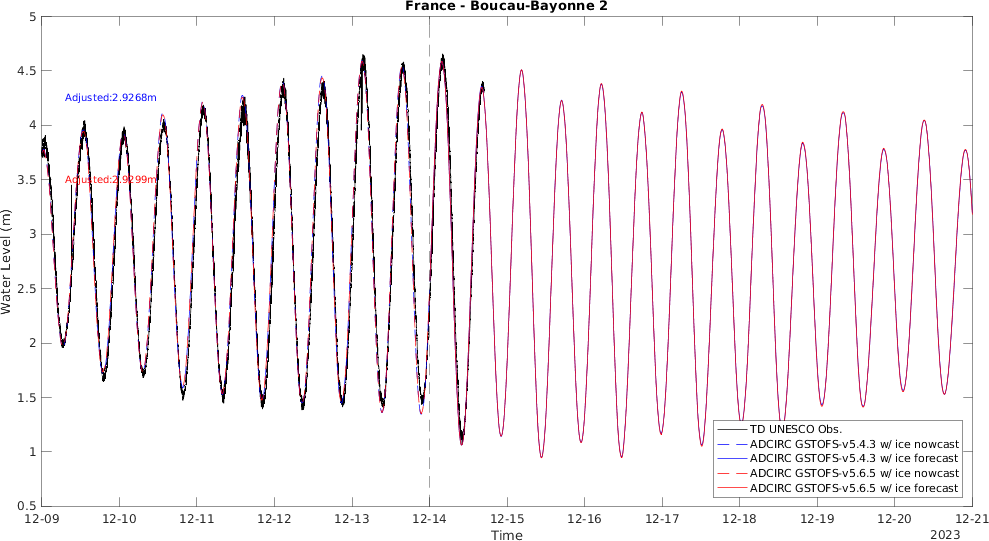 France - Boucau-Bayonne 2
5
4.5
4
3.5
3
2.5
2
1.5
1
0.5
Water Level (m)
Adjusted:2.9268m
Adjusted:2.9299m
TD UNESCO Obs.
ADCIRC GSTOFS-v5.4.3 w/ ice nowcast
ADCIRC GSTOFS-v5.4.3 w/ ice forecast
ADCIRC GSTOFS-v5.6.5 w/ ice nowcast
ADCIRC GSTOFS-v5.6.5 w/ ice forecast
12-09 12-10 12-11 12-12 12-13 12-14 12-15 12-16 12-17 12-18 12-19 12-20 12-21
2023
Time